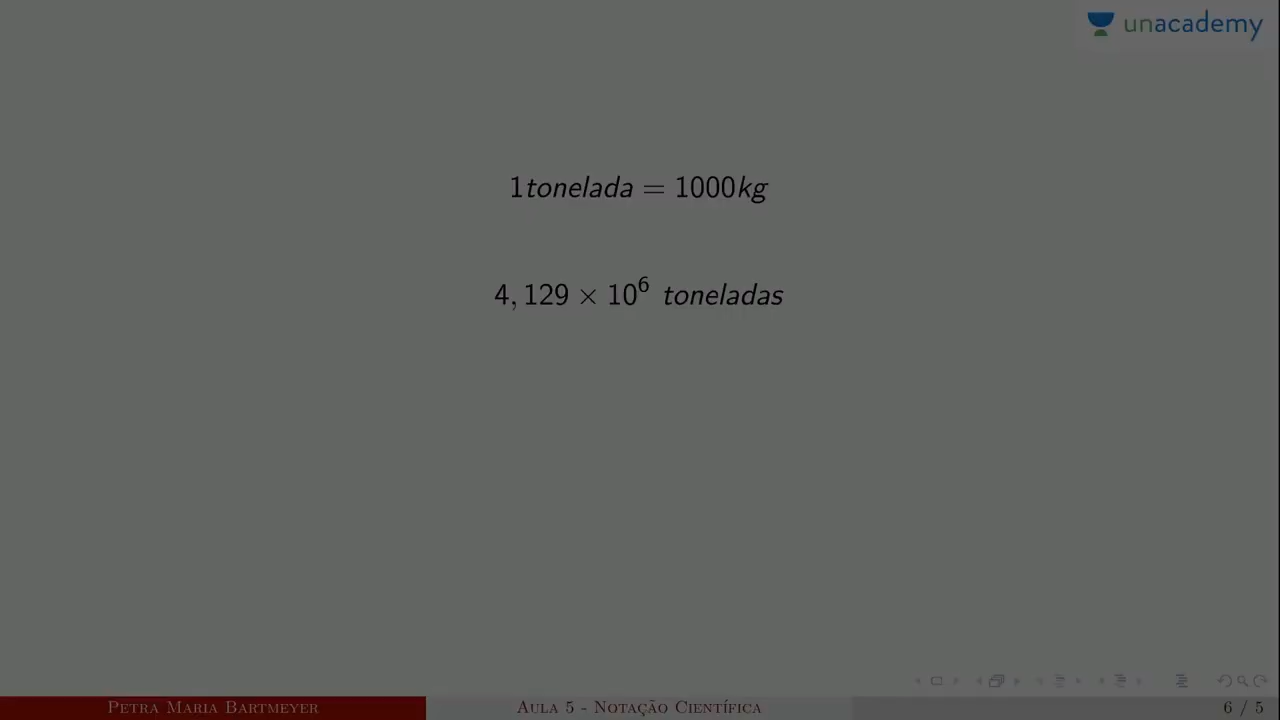 unacademy
1tonelada = 1000kg
4, 129 × 10⁶ toneladas
PETRA MARIA BARTMEYER
AULA 5 - NOTAÇÃO CIENTÍFICA
6 / 5